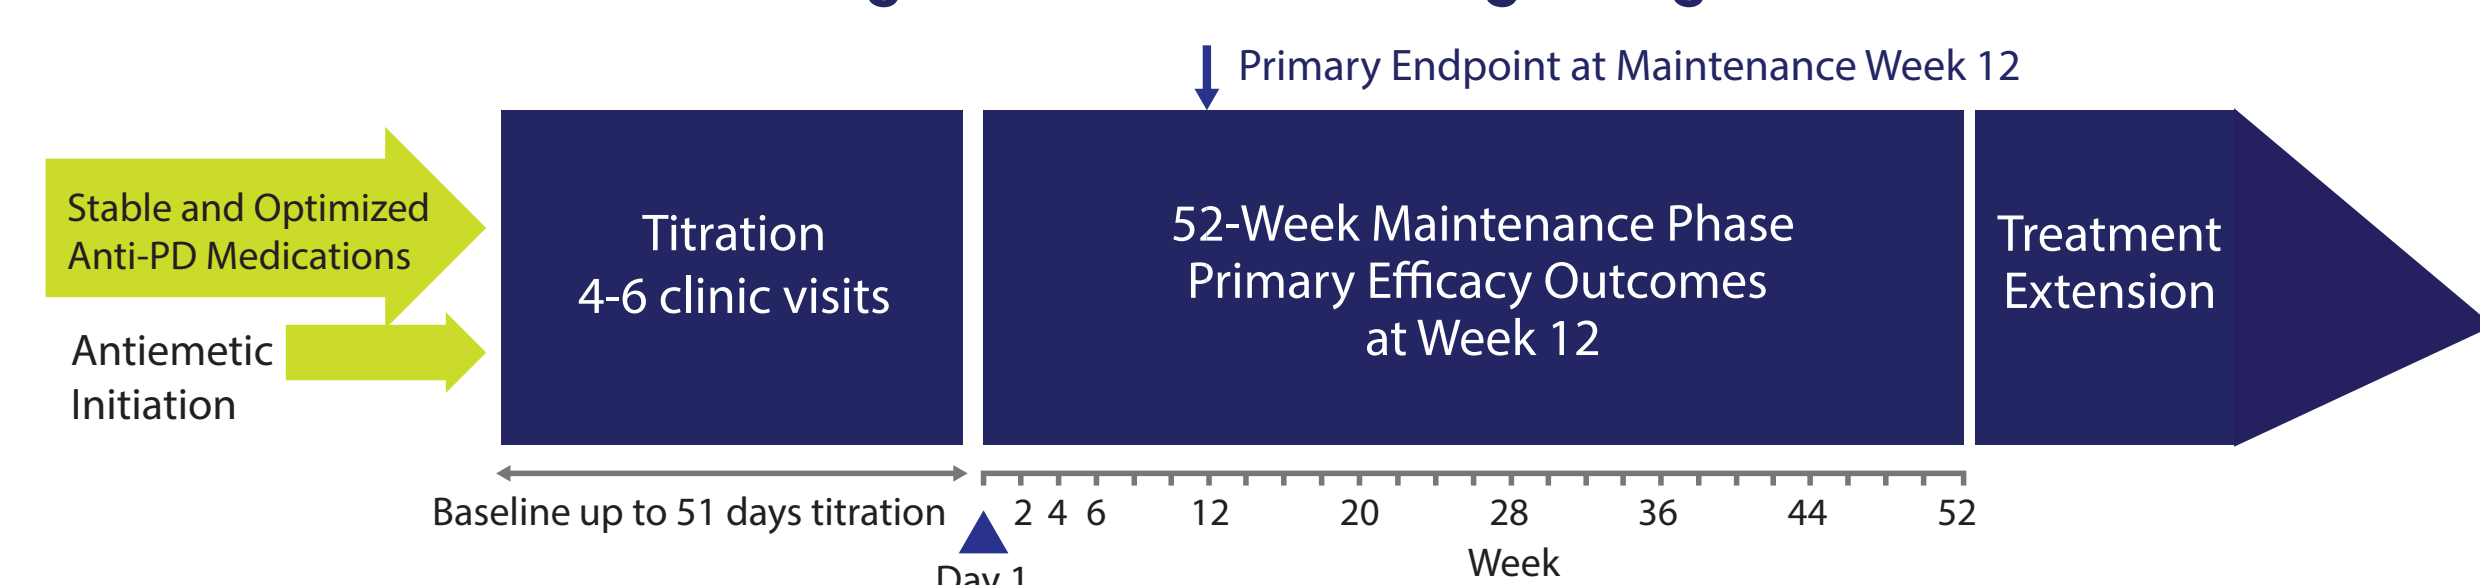 Primary Endpoint at Maintenance Week 12
Stable and Optimized
Anti-PD Medications
Antiemetic
Initiation
Titration
4-6 clinic visits
52-Week Maintenance Phase
Primary Efficacy Outcomes
at Week 12
Treatment
Extension
Baseline up to 51 days titration
2 4 6 12 20 28 36 44 52
Week
Day 1